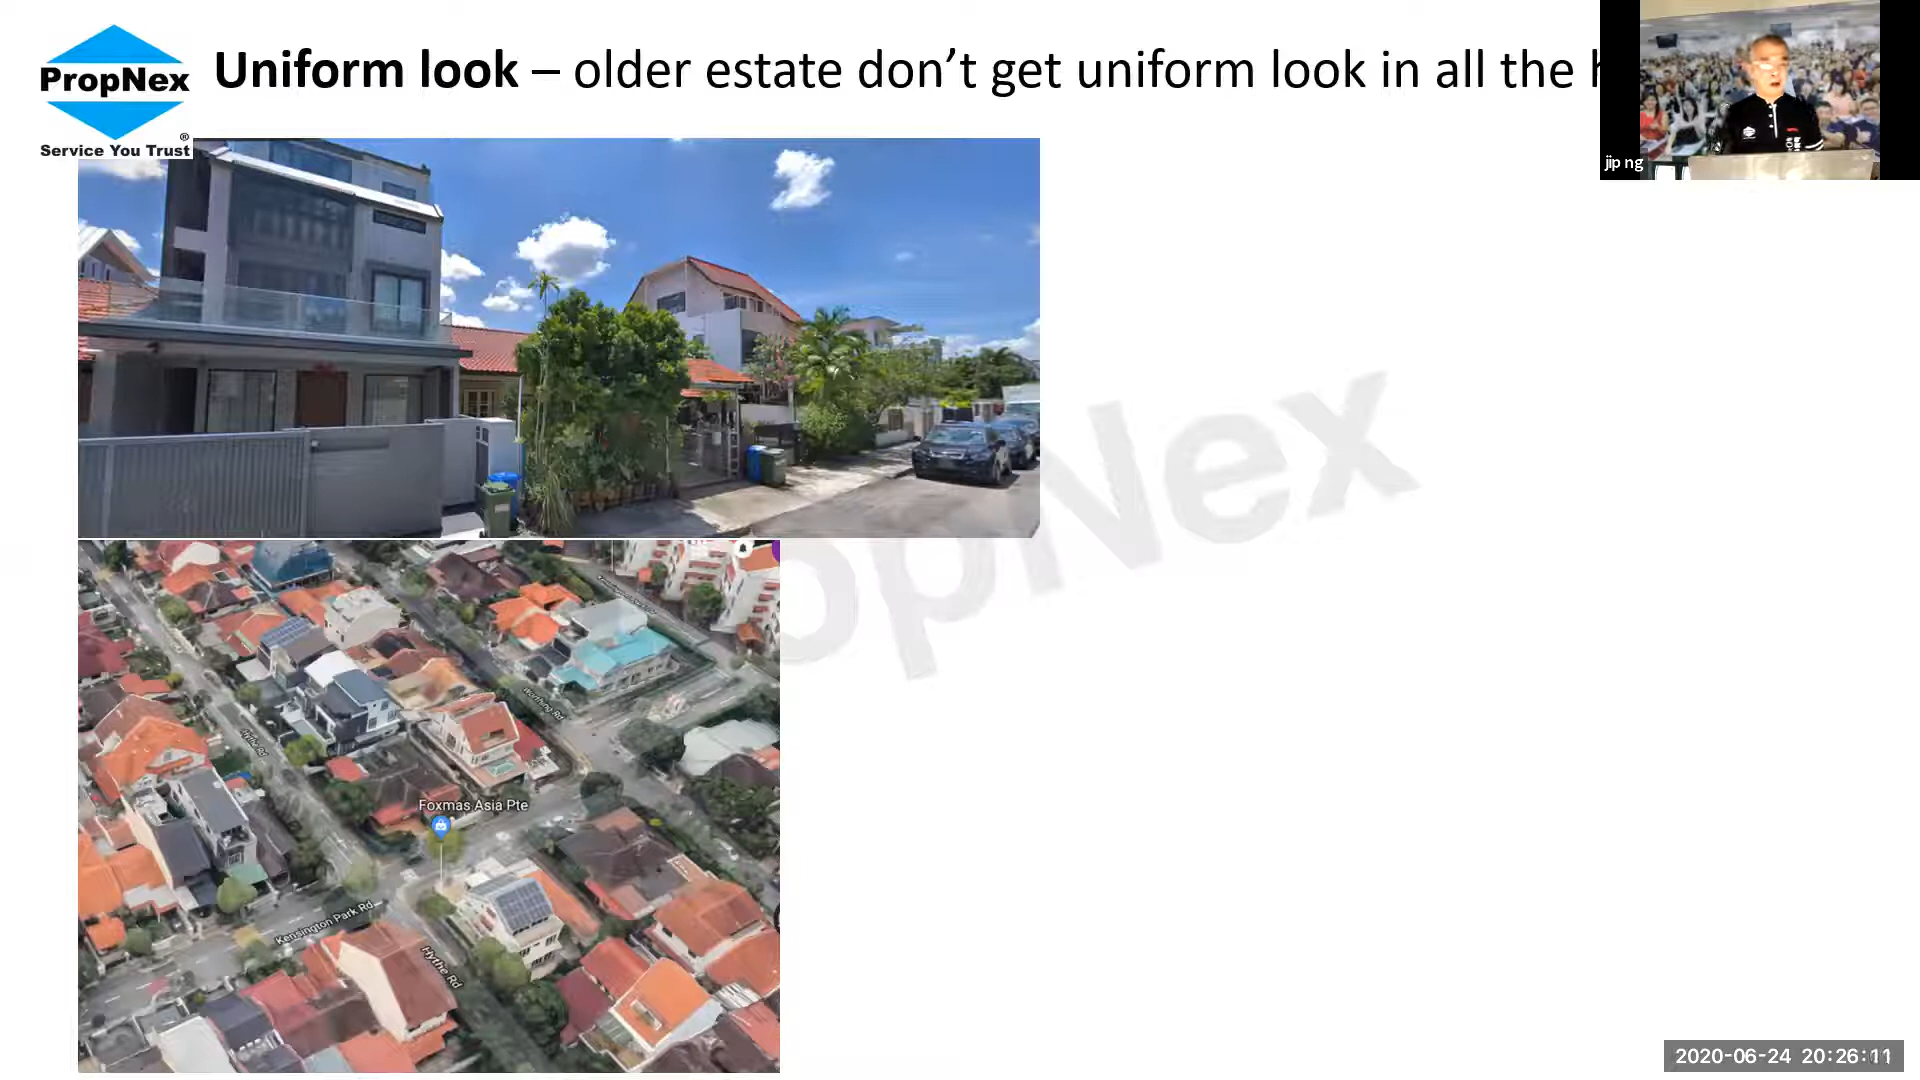 PropNex
Service You Trust
®
Uniform look – older estate don’t get uniform look in all the
jip ng
opNex
Worthing Rd
Hythe Rd
Foxmas Asia Pte
Kensington Park Rd
Hythe Rd
2020-06-24 20:26:11